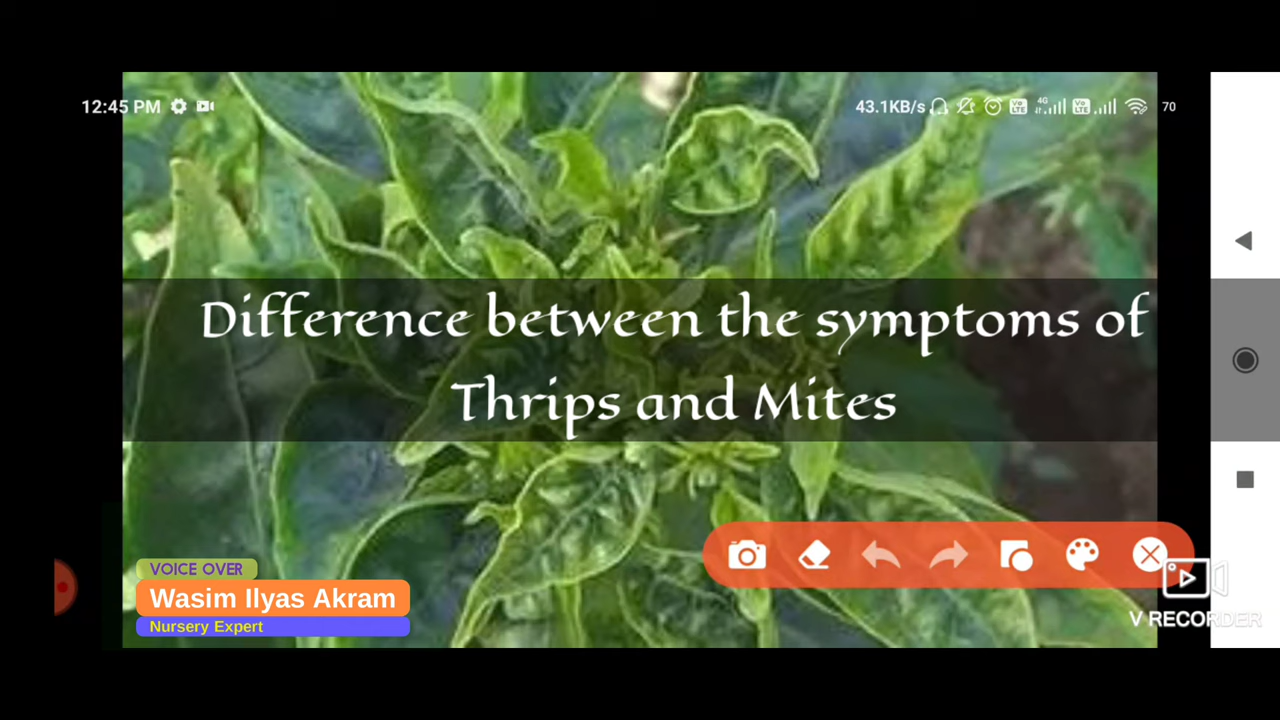 12:45 PM
43.1KB/s
4G
70
Difference between the symptoms of
Thrips and Mites
VOICE OVER
Wasim Ilyas Akram
Nursery Expert
V RECORDER